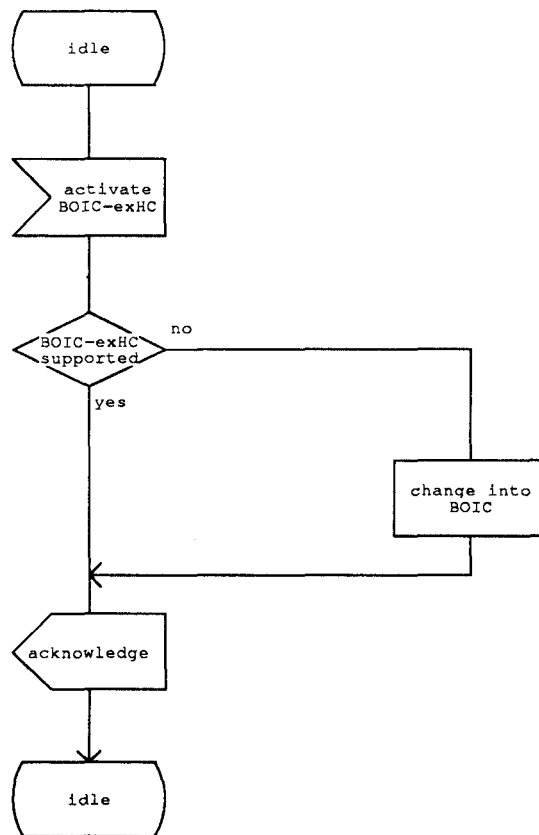 idle
activate
BOIC-exHC
BOIC-exHC
supported
no
yes
change into
BOIC
acknowledge
idle